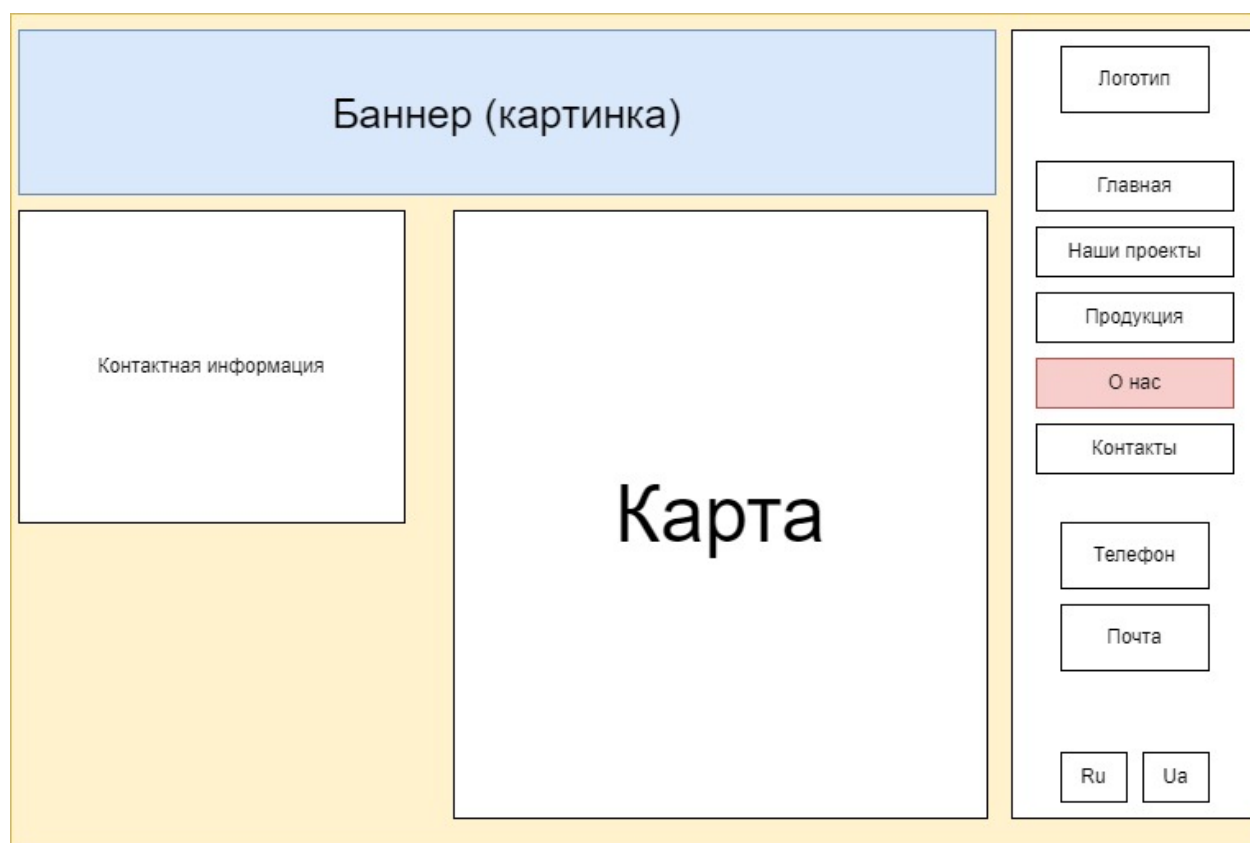 Баннер (картинка)
Контактная информация
Карта
Логотип
Главная
Наши проекты
Продукция
О нас
Контакты
Телефон
Почта
Ru
Ua